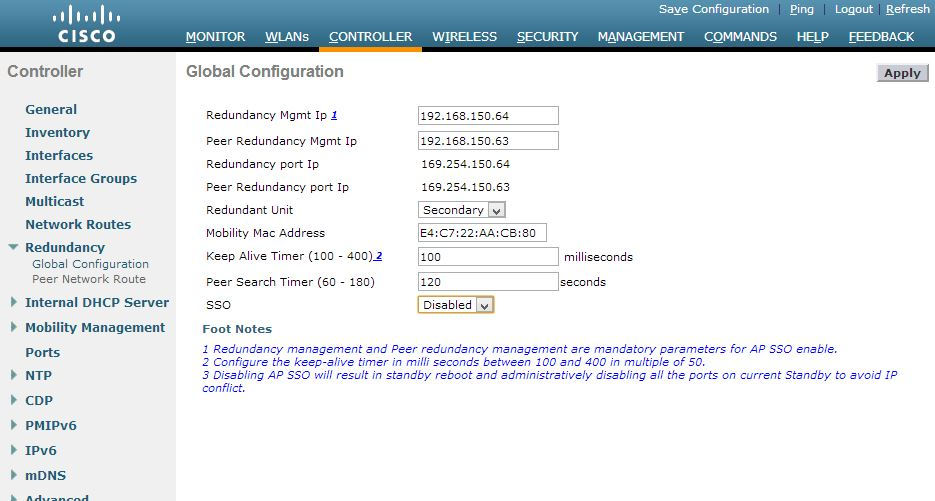 Save Configuration | Ping | Logout | Refresh
CISCO
MONITOR WLANs CONTROLLER WIRELESS SECURITY MANAGEMENT COMMANDS HELP FEEDBACK
Controller
General
Inventory
Interfaces
Interface Groups
Multicast
Network Routes
Redundancy
Global Configuration
Peer Network Route
Internal DHCP Server
Mobility Management
Ports
NTP
CDP
PMIPv6
IPv6
mDNS
Advanced
Global Configuration
Apply
Redundancy Mgmt Ip 1 192.168.150.64
Peer Redundancy Mgmt Ip 192.168.150.63
Redundancy port Ip 169.254.150.64
Peer Redundancy port Ip 169.254.150.63
Redundant Unit Secondary
Mobility Mac Address E4:C7:22:AA:CB:80
Keep Alive Timer (100 - 400) 2 100 milliseconds
Peer Search Timer (60 - 180) 120 seconds
SSO Disabled
Foot Notes
1 Redundancy management and Peer redundancy management are mandatory parameters for AP SSO enable.
2 Configure the keep-alive timer in milli seconds between 100 and 400 in multiple of 50.
3 Disabling AP SSO will result in standby reboot and administratively disabling all the ports on current Standby to avoid IP
conflict.